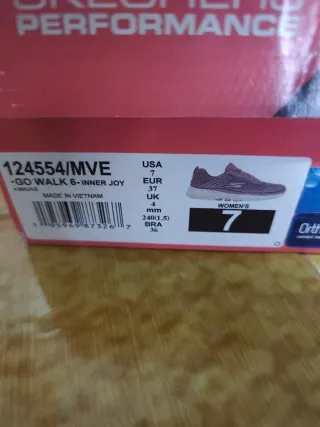 SKECHERS
PERFORMANCE
124554/MVE
-GO WALK 6- INNER JOY
*MAUVE
MADE IN VIETNAM
USA
7
EUR
37
UK
4
mm
240(1.5)
BRA
36
WOMEN'S
7
Orth